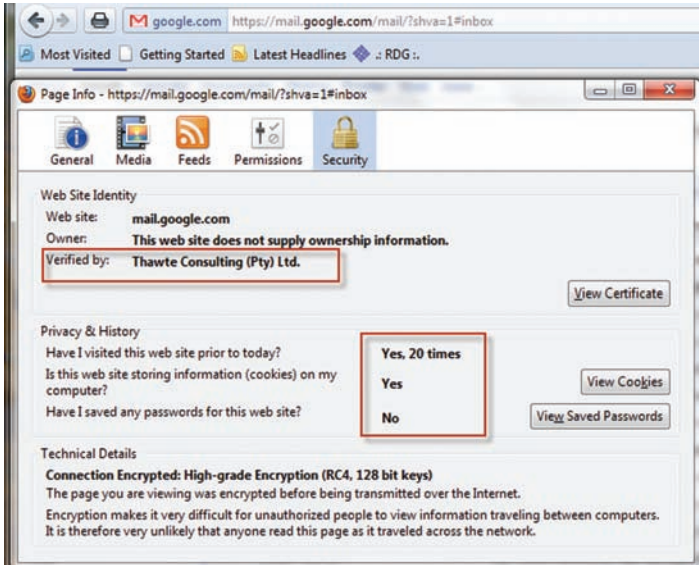 google.com https://mail.google.com/mail/?shva=1#inbox
Most Visited Getting Started Latest Headlines .: RDG :.
Page Info - https://mail.google.com/mail/?shva=1#inbox
General Media Feeds Permissions Security
Web Site Identity
Web site: mail.google.com
Owner: This web site does not supply ownership information.
Verified by: Thawte Consulting (Pty) Ltd.
View Certificate
Privacy & History
Have I visited this web site prior to today? Yes, 20 times
Is this web site storing information (cookies) on my
computer? Yes View Cookies
Have I saved any passwords for this web site? No View Saved Passwords
Technical Details
Connection Encrypted: High-grade Encryption (RC4, 128 bit keys)
The page you are viewing was encrypted before being transmitted over the Internet.
Encryption makes it very difficult for unauthorized people to view information traveling between computers.
It is therefore very unlikely that anyone read this page as it traveled across the network.